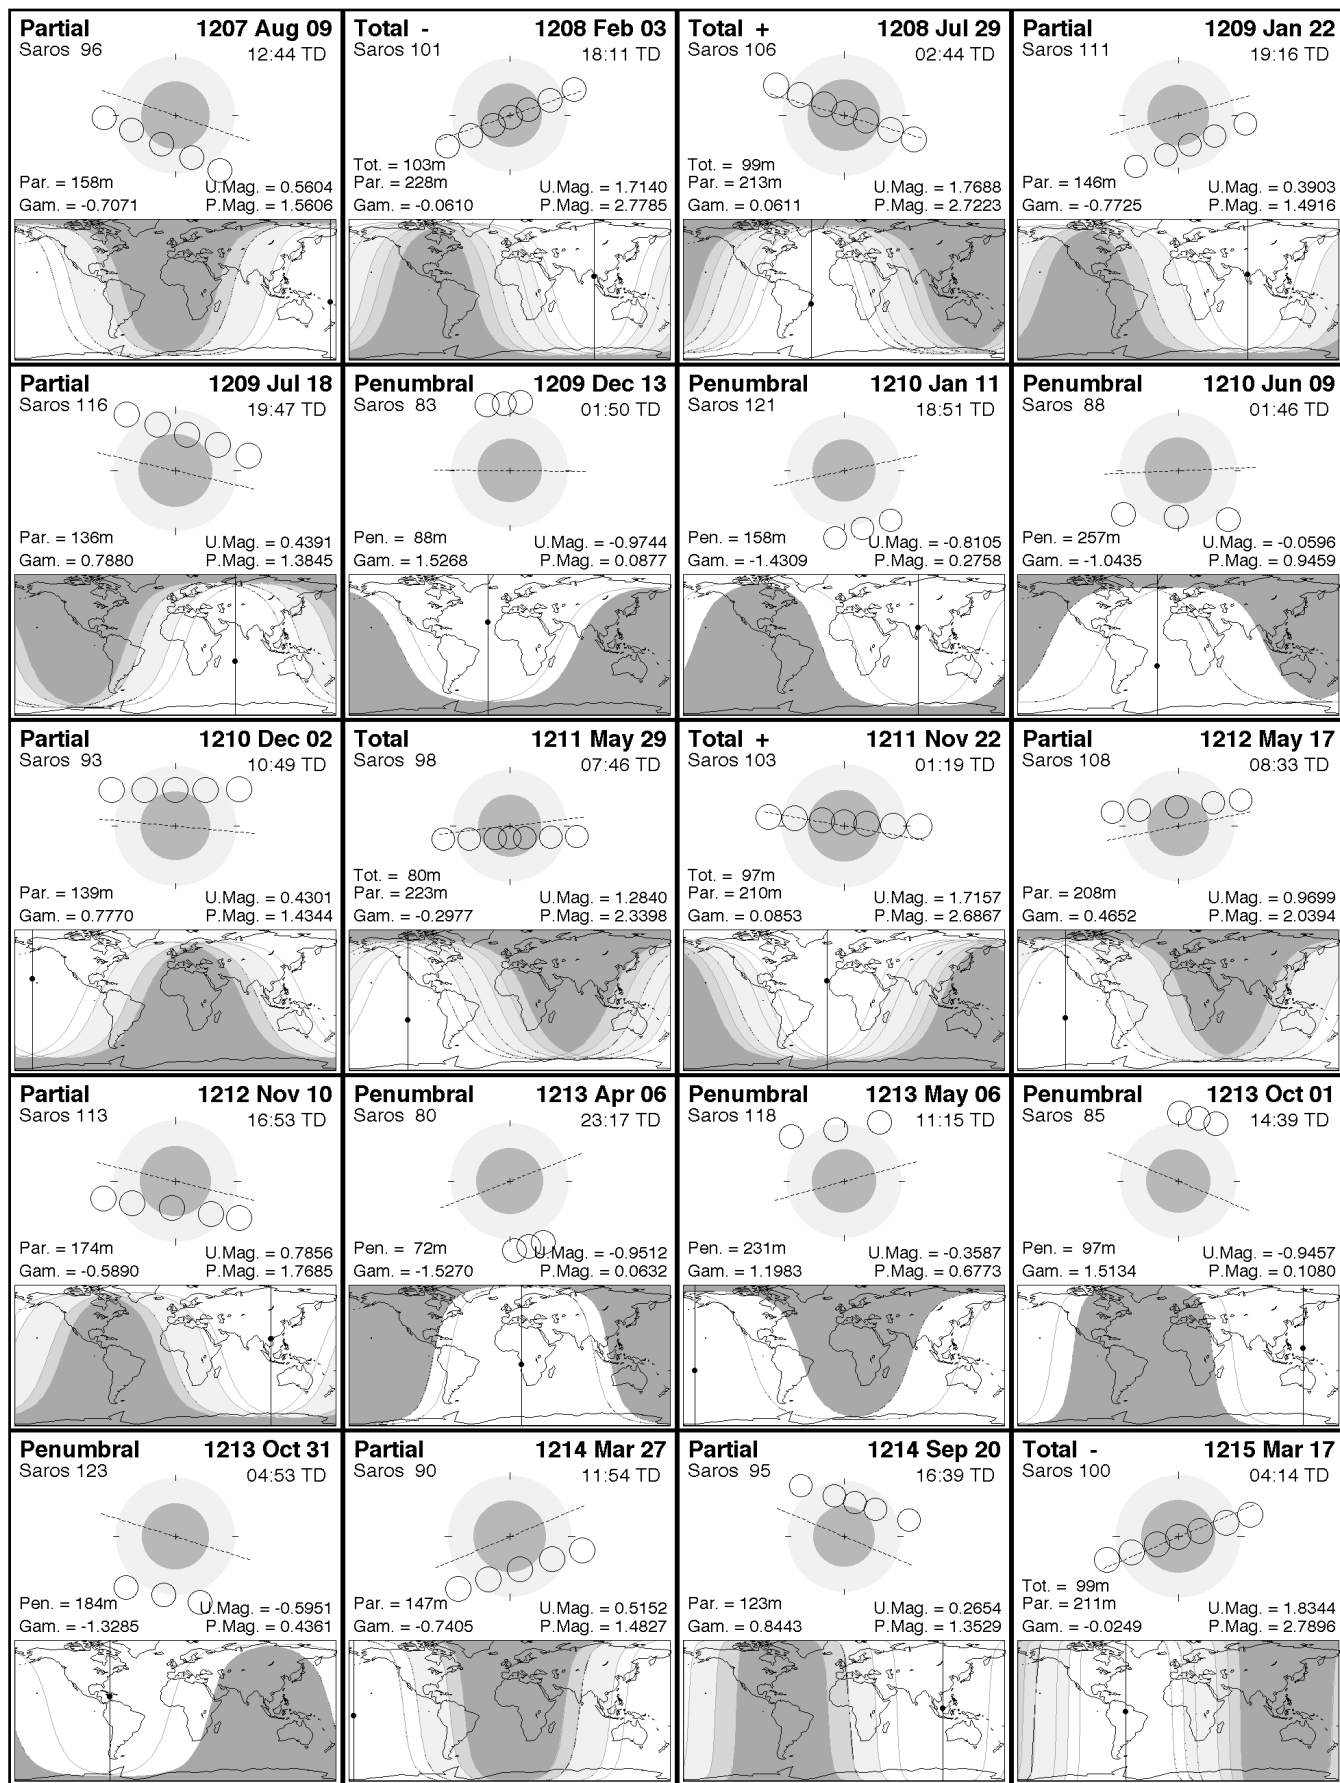 Partial 1207 Aug 09
Saros 96 12:44 TD
Par. = 158m U.Mag. = 0.5604
Gam. = -0.7071 P.Mag. = 1.5606
Total - 1208 Feb 03
Saros 101 18:11 TD
Tot. = 103m
Par. = 228m U.Mag. = 1.7140
Gam. = -0.0610 P.Mag. = 2.7785
Total + 1208 Jul 29
Saros 106 02:44 TD
Tot. = 99m
Par. = 213m U.Mag. = 1.7688
Gam. = 0.0611 P.Mag. = 2.7223
Partial 1209 Jan 22
Saros 111 19:16 TD
Par. = 146m U.Mag. = 0.3903
Gam. = -0.7725 P.Mag. = 1.4916
Partial 1209 Jul 18
Saros 116 19:47 TD
Par. = 136m U.Mag. = 0.4391
Gam. = 0.7880 P.Mag. = 1.3845
Penumbral 1209 Dec 13
Saros 83 01:50 TD
Pen. = 88m U.Mag. = -0.9744
Gam. = 1.5268 P.Mag. = 0.0877
Penumbral 1210 Jan 11
Saros 121 18:51 TD
Pen. = 158m U.Mag. = -0.8105
Gam. = -1.4309 P.Mag. = 0.2758
Penumbral 1210 Jun 09
Saros 88 01:46 TD
Pen. = 257m U.Mag. = -0.0596
Gam. = -1.0435 P.Mag. = 0.9459
Partial 1210 Dec 02
Saros 93 10:49 TD
Par. = 139m U.Mag. = 0.4301
Gam. = 0.7770 P.Mag. = 1.4344
Total 1211 May 29
Saros 98 07:46 TD
Tot. = 80m
Par. = 223m U.Mag. = 1.2840
Gam. = -0.2977 P.Mag. = 2.3398
Total + 1211 Nov 22
Saros 103 01:19 TD
Tot. = 97m
Par. = 210m U.Mag. = 1.7157
Gam. = 0.0853 P.Mag. = 2.6867
Partial 1212 May 17
Saros 108 08:33 TD
Par. = 208m U.Mag. = 0.9699
Gam. = 0.4652 P.Mag. = 2.0394
Partial 1212 Nov 10
Saros 113 16:53 TD
Par. = 174m U.Mag. = 0.7856
Gam. = -0.5890 P.Mag. = 1.7685
Penumbral 1213 Apr 06
Saros 80 23:17 TD
Pen. = 72m U.Mag. = -0.9512
Gam. = -1.5270 P.Mag. = 0.0632
Penumbral 1213 May 06
Saros 118 11:15 TD
Pen. = 231m U.Mag. = -0.3587
Gam. = 1.1983 P.Mag. = 0.6773
Penumbral 1213 Oct 01
Saros 85 14:39 TD
Pen. = 97m U.Mag. = -0.9457
Gam. = 1.5134 P.Mag. = 0.1080
Penumbral 1213 Oct 31
Saros 123 04:53 TD
Pen. = 184m U.Mag. = -0.5951
Gam. = -1.3285 P.Mag. = 0.4361
Partial 1214 Mar 27
Saros 90 11:54 TD
Par. = 147m U.Mag. = 0.5152
Gam. = -0.7405 P.Mag. = 1.4827
Partial 1214 Sep 20
Saros 95 16:39 TD
Par. = 123m U.Mag. = 0.2654
Gam. = 0.8443 P.Mag. = 1.3529
Total - 1215 Mar 17
Saros 100 04:14 TD
Tot. = 99m
Par. = 211m U.Mag. = 1.8344
Gam. = -0.0249 P.Mag. = 2.7896